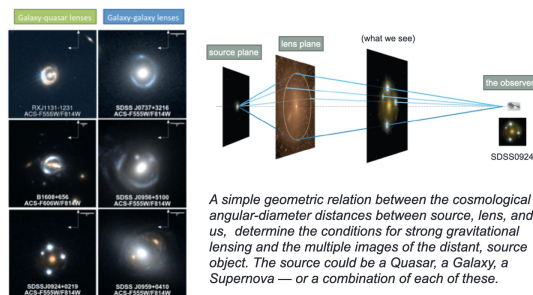 Galaxy-quasar lenses
Galaxy-galaxy lenses
RXJ1131-1231
ACS-F555W/F814W
SDSS J0737+3216
ACS-F555W/F814W
B1608+656
ACS-F606W/F814W
SDSS J0956+5100
ACS-F555W/F814W
SDSSJ0924+0219
ACS-F555W/F814W
SDSS J0959+0410
ACS-F555W/F814W
source plane
lens plane
(what we see)
the observer
SDSS0924
A simple geometric relation between the cosmological
angular-diameter distances between source, lens, and
us, determine the conditions for strong gravitational
lensing and the multiple images of the distant, source
object. The source could be a Quasar, a Galaxy, a
Supernova — or a combination of each of these.